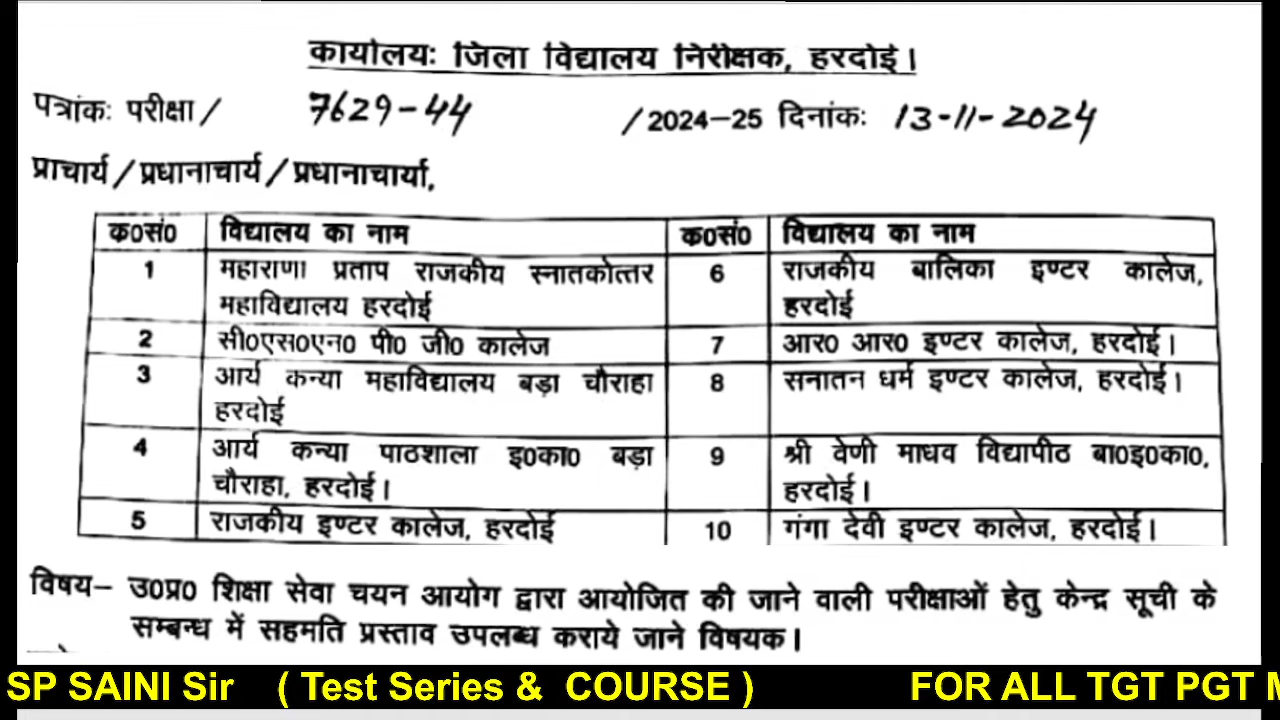 कार्यालयः जिला विद्यालय निरीक्षक, हरदोई।
पत्रांकः परीक्षा / 7629-44 /2024-25 दिनांकः 13-11-2024
प्राचार्य/प्रधानाचार्य/प्रधानाचार्या,
क0सं0 विद्यालय का नाम क0सं0 विद्यालय का नाम
1 महाराणा प्रताप राजकीय स्नातकोत्तर 6 राजकीय बालिका इण्टर कालेज,
महाविद्यालय हरदोई हरदोई
2 सी0एस0एन0 पी0 जी0 कालेज 7 आर0 आर0 इण्टर कालेज, हरदोई।
3 आर्य कन्या महाविद्यालय बड़ा चौराहा 8 सनातन धर्म इण्टर कालेज, हरदोई।
हरदोई
4 आर्य कन्या पाठशाला इ0का0 बड़ा 9 श्री वेणी माधव विद्यापीठ बा0इ0का0,
चौराहा, हरदोई। हरदोई।
5 राजकीय इण्टर कालेज, हरदोई 10 गंगा देवी इण्टर कालेज, हरदोई।
विषय– उ0प्र0 शिक्षा सेवा चयन आयोग द्वारा आयोजित की जाने वाली परीक्षाओं हेतु केन्द्र सूची के
सम्बन्ध में सहमति प्रस्ताव उपलब्ध कराये जाने विषयक।
SP SAINI Sir ( Test Series & COURSE ) FOR ALL TGT PGT M